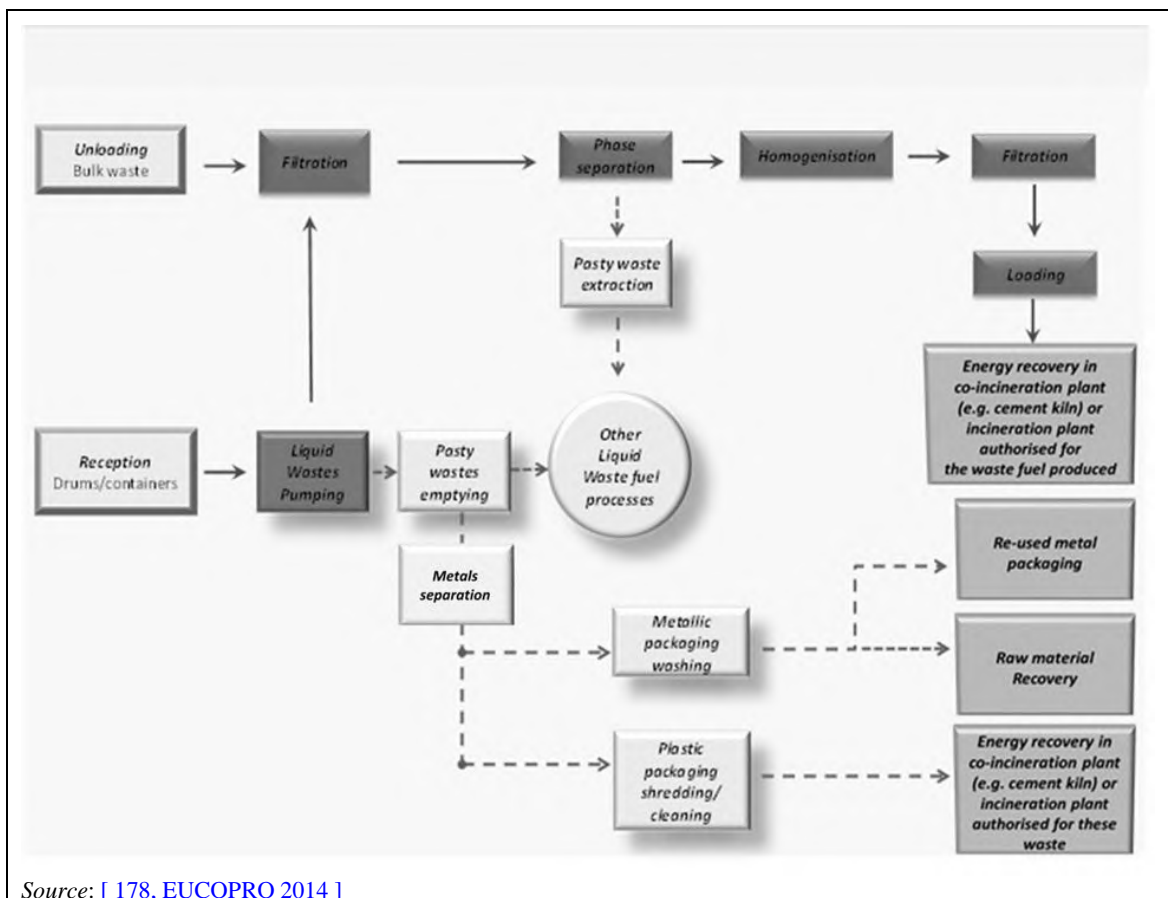 Unloading
Bulk waste
Filtration
Phase
separation
Homogenisation
Filtration
Pasty waste
extraction
Loading
Energy recovery in
co-incineration plant
(e.g. cement kiln) or
incineration plant
authorised for
the waste fuel produced
Reception
Drums/containers
Liquid
Wastes
Pumping
Pasty
wastes
emptying
Other
Liquid
Waste fuel
processes
Metals
separation
Re-used metal
packaging
Metallic
packaging
washing
Raw material
Recovery
Plastic
packaging
shredding/
cleaning
Energy recovery in
co-incineration plant
(e.g. cement kiln) or
incineration plant
authorised for these
waste
Source: [ 178, EUCOPRO 2014 ]